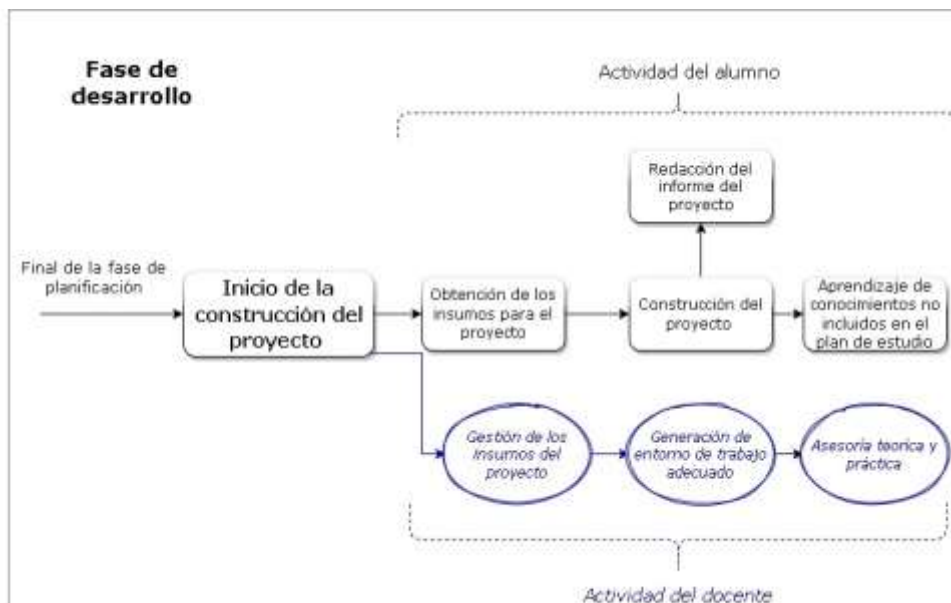 Fase de
desarrollo
Actividad del alumno
Redacción del
informe del
proyecto
Final de la fase de
planificación
Inicio de la
construcción del
proyecto
Obtención de los
insumos para el
proyecto
Construcción del
proyecto
Aprendizaje de
conocimientos no
incluidos en el
plan de estudio
Gestión de los
insumos del
proyecto
Generación de
entorno de trabajo
adecuado
Asesoría teorica y
práctica
Actividad del docente